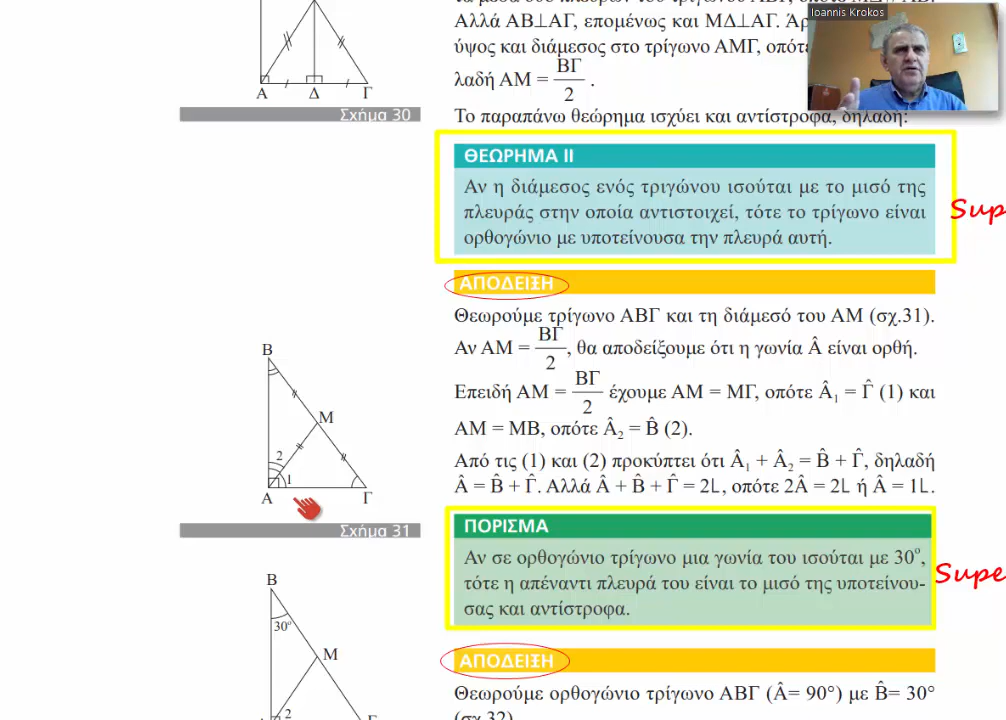 Ioannis Krokos
Αλλά ΑΒ⊥ΑΓ, επομένως και ΜΔ⊥ΑΓ.
ύψος και διάμεσος στο τρίγωνο ΑΜΓ, οπότε
λαδή ΑΜ = ΒΓ/2 .
Α Δ Γ
Σχήμα 30
Το παραπάνω θεώρημα ισχύει και αντίστροφα, δηλαδή:
ΘΕΩΡΗΜΑ ΙΙ
Αν η διάμεσος ενός τριγώνου ισούται με το μισό της
πλευράς στην οποία αντιστοιχεί, τότε το τρίγωνο είναι
ορθογώνιο με υποτείνουσα την πλευρά αυτή.
Sup
ΑΠΟΔΕΙΞΗ
Θεωρούμε τρίγωνο ΑΒΓ και τη διάμεσό του ΑΜ (σχ.31).
Αν ΑΜ = ΒΓ/2, θα αποδείξουμε ότι η γωνία Â είναι ορθή.
Επειδή ΑΜ = ΒΓ/2 έχουμε ΑΜ = ΜΓ, οπότε Â₁ = Γ̂ (1) και
ΑΜ = ΜΒ, οπότε Â₂ = Β̂ (2).
Από τις (1) και (2) προκύπτει ότι Â₁ + Â₂ = Β̂ + Γ̂, δηλαδή
Â = Β̂ + Γ̂. Αλλά Â + Β̂ + Γ̂ = 2L, οπότε 2Â = 2L ή Â = 1L.
Β
Μ
2
1
Α Γ
Σχήμα 31
ΠΟΡΙΣΜΑ
Αν σε ορθογώνιο τρίγωνο μια γωνία του ισούται με 30°,
τότε η απέναντι πλευρά του είναι το μισό της υποτείνου-
σας και αντίστροφα.
Supe
ΑΠΟΔΕΙΞΗ
Θεωρούμε ορθογώνιο τρίγωνο ΑΒΓ (Â= 90°) με Β̂= 30°
(σχ.32)
Β
30°
Μ
2